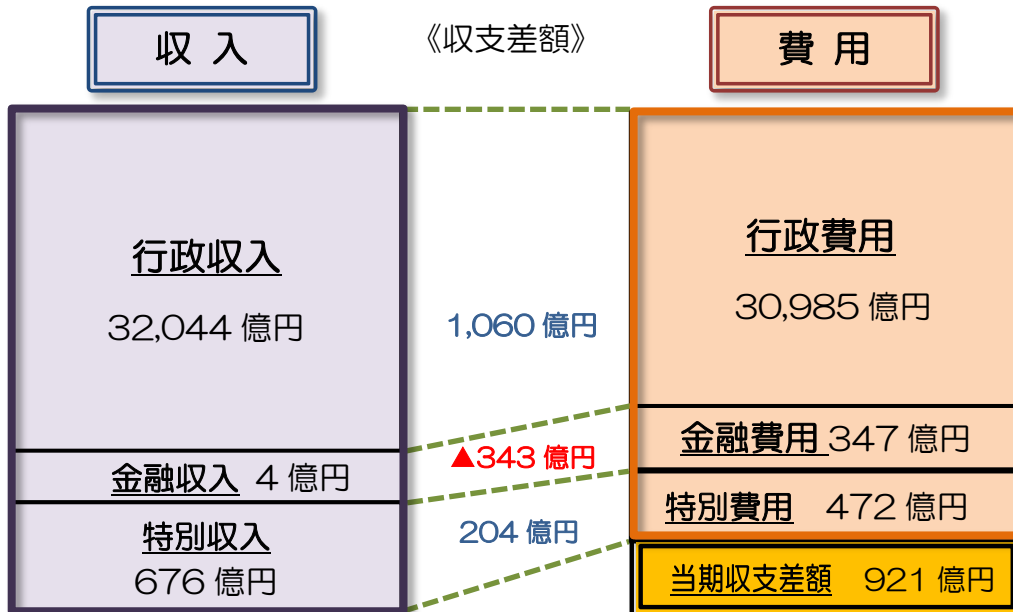 収 入
《収支差額》
費 用
行政収入
32,044 億円
1,060 億円
行政費用
30,985 億円
金融収入 4 億円
▲343 億円
金融費用 347 億円
特別収入
676 億円
204 億円
特別費用 472 億円
当期収支差額 921 億円